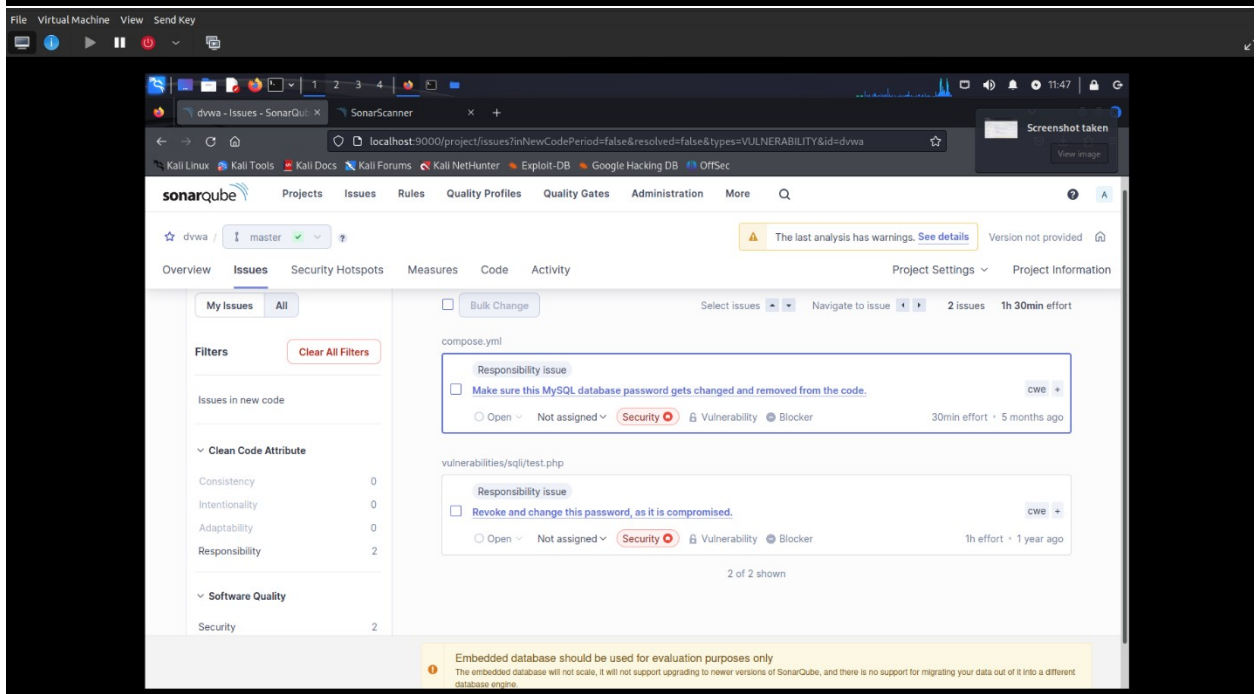 File Virtual Machine View Send Key
1 2 3 4 11:47
dvwa - Issues - SonarQub SonarScanner
Screenshot taken
View image
localhost:9000/project/issues?inNewCodePeriod=false&resolved=false&types=VULNERABILITY&id=dvwa
Kali Linux Kali Tools Kali Docs Kali Forums Kali NetHunter Exploit-DB Google Hacking DB OffSec
sonarqube Projects Issues Rules Quality Profiles Quality Gates Administration More A
dvwa / master The last analysis has warnings. See details Version not provided
Overview Issues Security Hotspots Measures Code Activity Project Settings Project Information
My Issues All Bulk Change Select issues Navigate to issue 2 issues 1h 30min effort
Filters Clear All Filters
Issues in new code
Clean Code Attribute
Consistency 0
Intentionality 0
Adaptability 0
Responsibility 2
Software Quality
Security 2
compose.yml
Responsibility issue
Make sure this MySQL database password gets changed and removed from the code. cwe +
Open Not assigned Security Vulnerability Blocker 30min effort • 5 months ago
vulnerabilities/sqli/test.php
Responsibility issue
Revoke and change this password, as it is compromised. cwe +
Open Not assigned Security Vulnerability Blocker 1h effort • 1 year ago
2 of 2 shown
Embedded database should be used for evaluation purposes only
The embedded database will not scale, it will not support upgrading to newer versions of SonarQube, and there is no support for migrating your data out of it into a different
database engine.